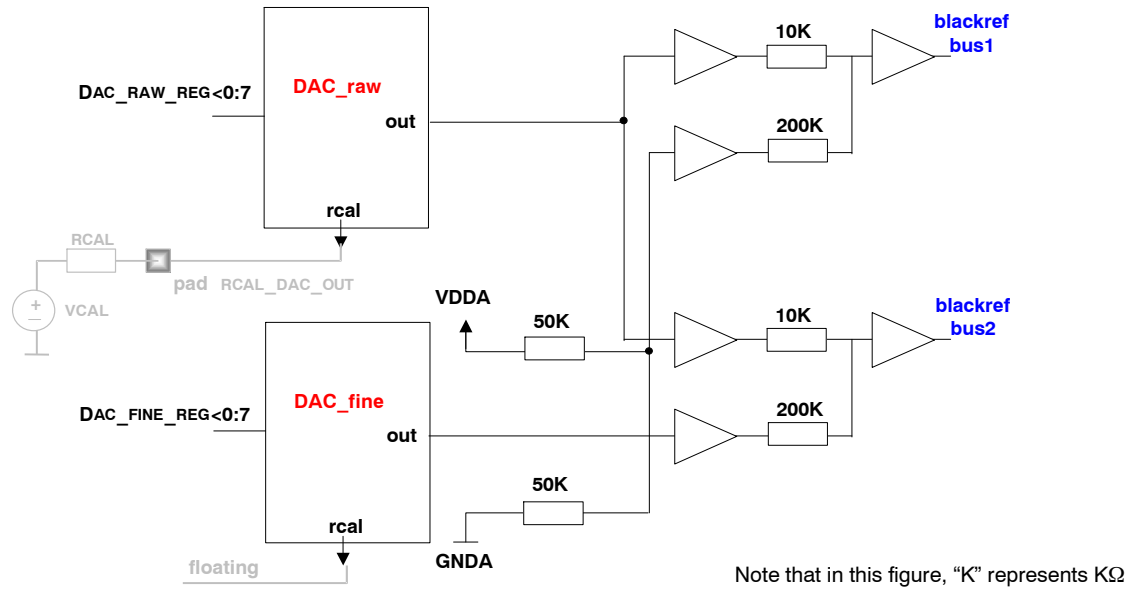 blackref
bus1
10K
DAC_raw
DAC_RAW_REG<0:7
out
200K
rcal
RCAL
pad RCAL_DAC_OUT
+
−
VCAL
VDDA
50K
blackref
bus2
10K
DAC_fine
DAC_FINE_REG<0:7
out
200K
50K
rcal
GNDA
floating
Note that in this figure, “K” represents KΩ